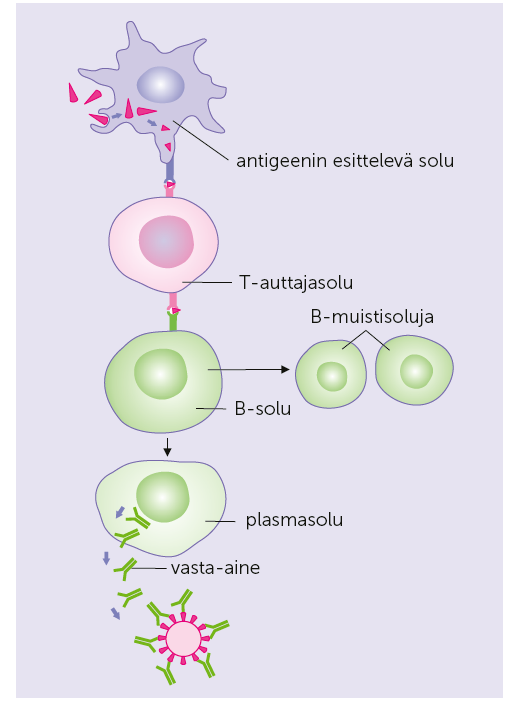 antigeenin esittelevä solu
T-auttajasolu
B-muistisoluja
B-solu
plasmasolu
vasta-aine